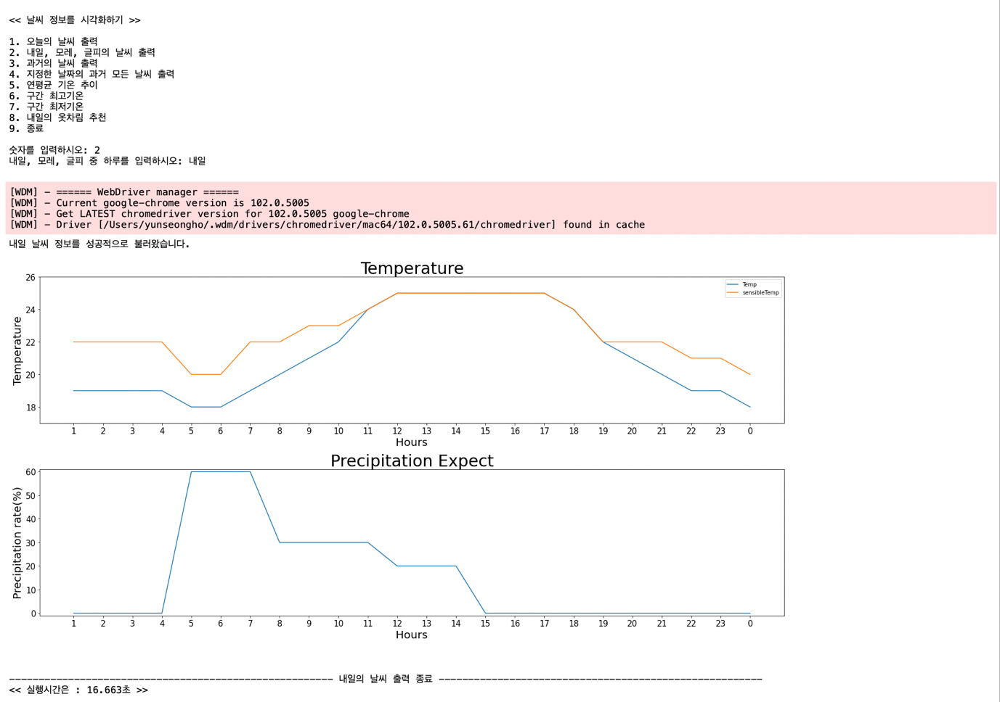 << 날씨 정보를 시각화하기 >>
1. 오늘의 날씨 출력
2. 내일, 모레, 글피의 날씨 출력
3. 과거의 날씨 출력
4. 지정한 날짜의 과거 모든 날씨 출력
5. 연평균 기온 추이
6. 구간 최고기온
7. 구간 최저기온
8. 내일의 옷차림 추천
9. 종료
숫자를 입력하시오: 2
내일, 모레, 글피 중 하루를 입력하시오: 내일
[WDM] - ====== WebDriver manager ======
[WDM] - Current google-chrome version is 102.0.5005
[WDM] - Get LATEST chromedriver version for 102.0.5005 google-chrome
[WDM] - Driver [/Users/yunseongho/.wdm/drivers/chromedriver/mac64/102.0.5005.61/chromedriver] found in cache
내일 날씨 정보를 성공적으로 불러왔습니다.
Temperature
Temp
sensibleTemp
Temperature
26
24
22
20
18
1 2 3 4 5 6 7 8 9 10 11 12 13 14 15 16 17 18 19 20 21 22 23 0
Hours
Precipitation Expect
Precipitation rate(%)
60
50
40
30
20
10
0
1 2 3 4 5 6 7 8 9 10 11 12 13 14 15 16 17 18 19 20 21 22 23 0
Hours
------------------------------------------------------- 내일의 날씨 출력 종료 -------------------------------------------------------
<< 실행시간은 : 16.663초 >>